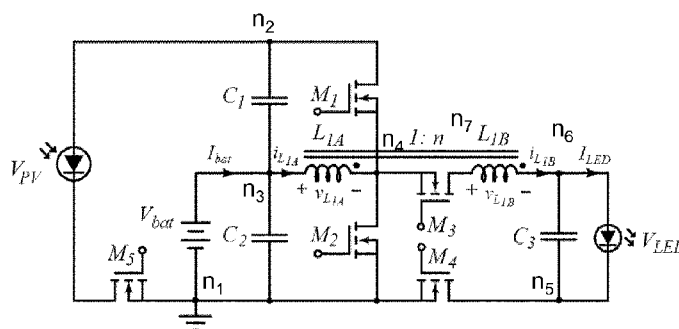 n2
M1
C1
n7
L1A
n4
1: n
L1B
n6
VPV
Ibat
n3
iL1A
iL1B
ILED
+ vL1A −
+ vL1B −
Vbat
C2
M2
M3
M4
C3
VLED
M5
n1
n5